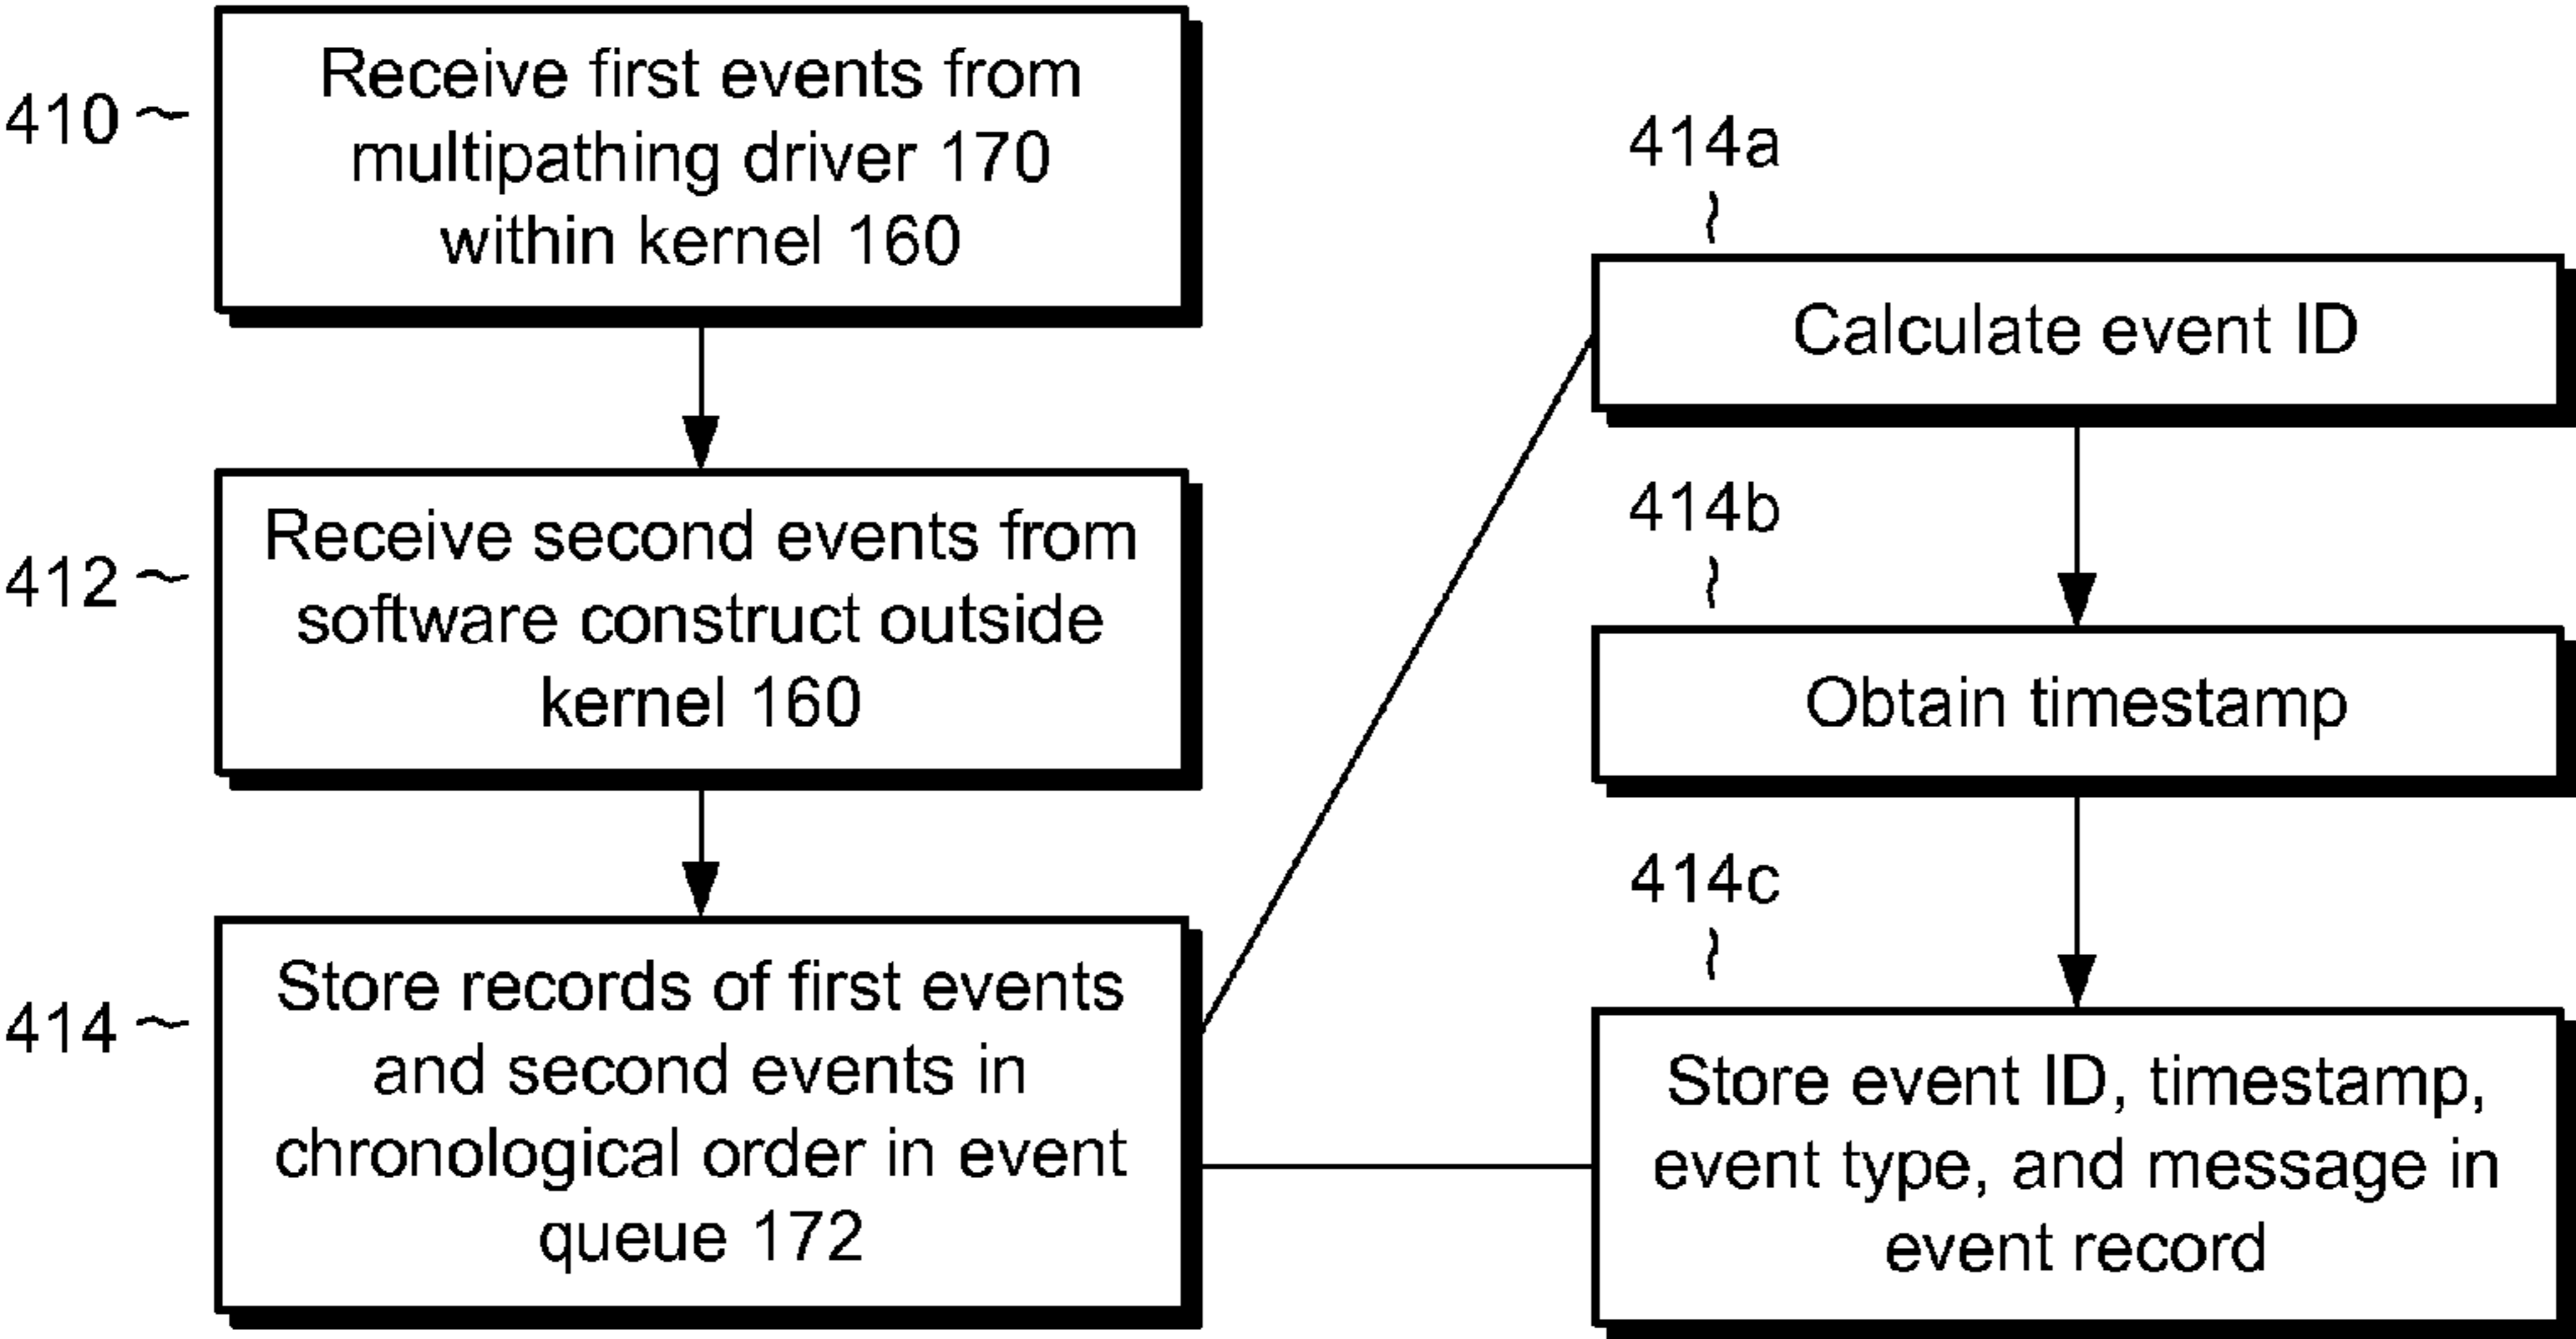 410
Receive first events from
multipathing driver 170
within kernel 160
412
Receive second events from
software construct outside
kernel 160
414
Store records of first events
and second events in
chronological order in event
queue 172
414a
Calculate event ID
414b
Obtain timestamp
414c
Store event ID, timestamp,
event type, and message in
event record